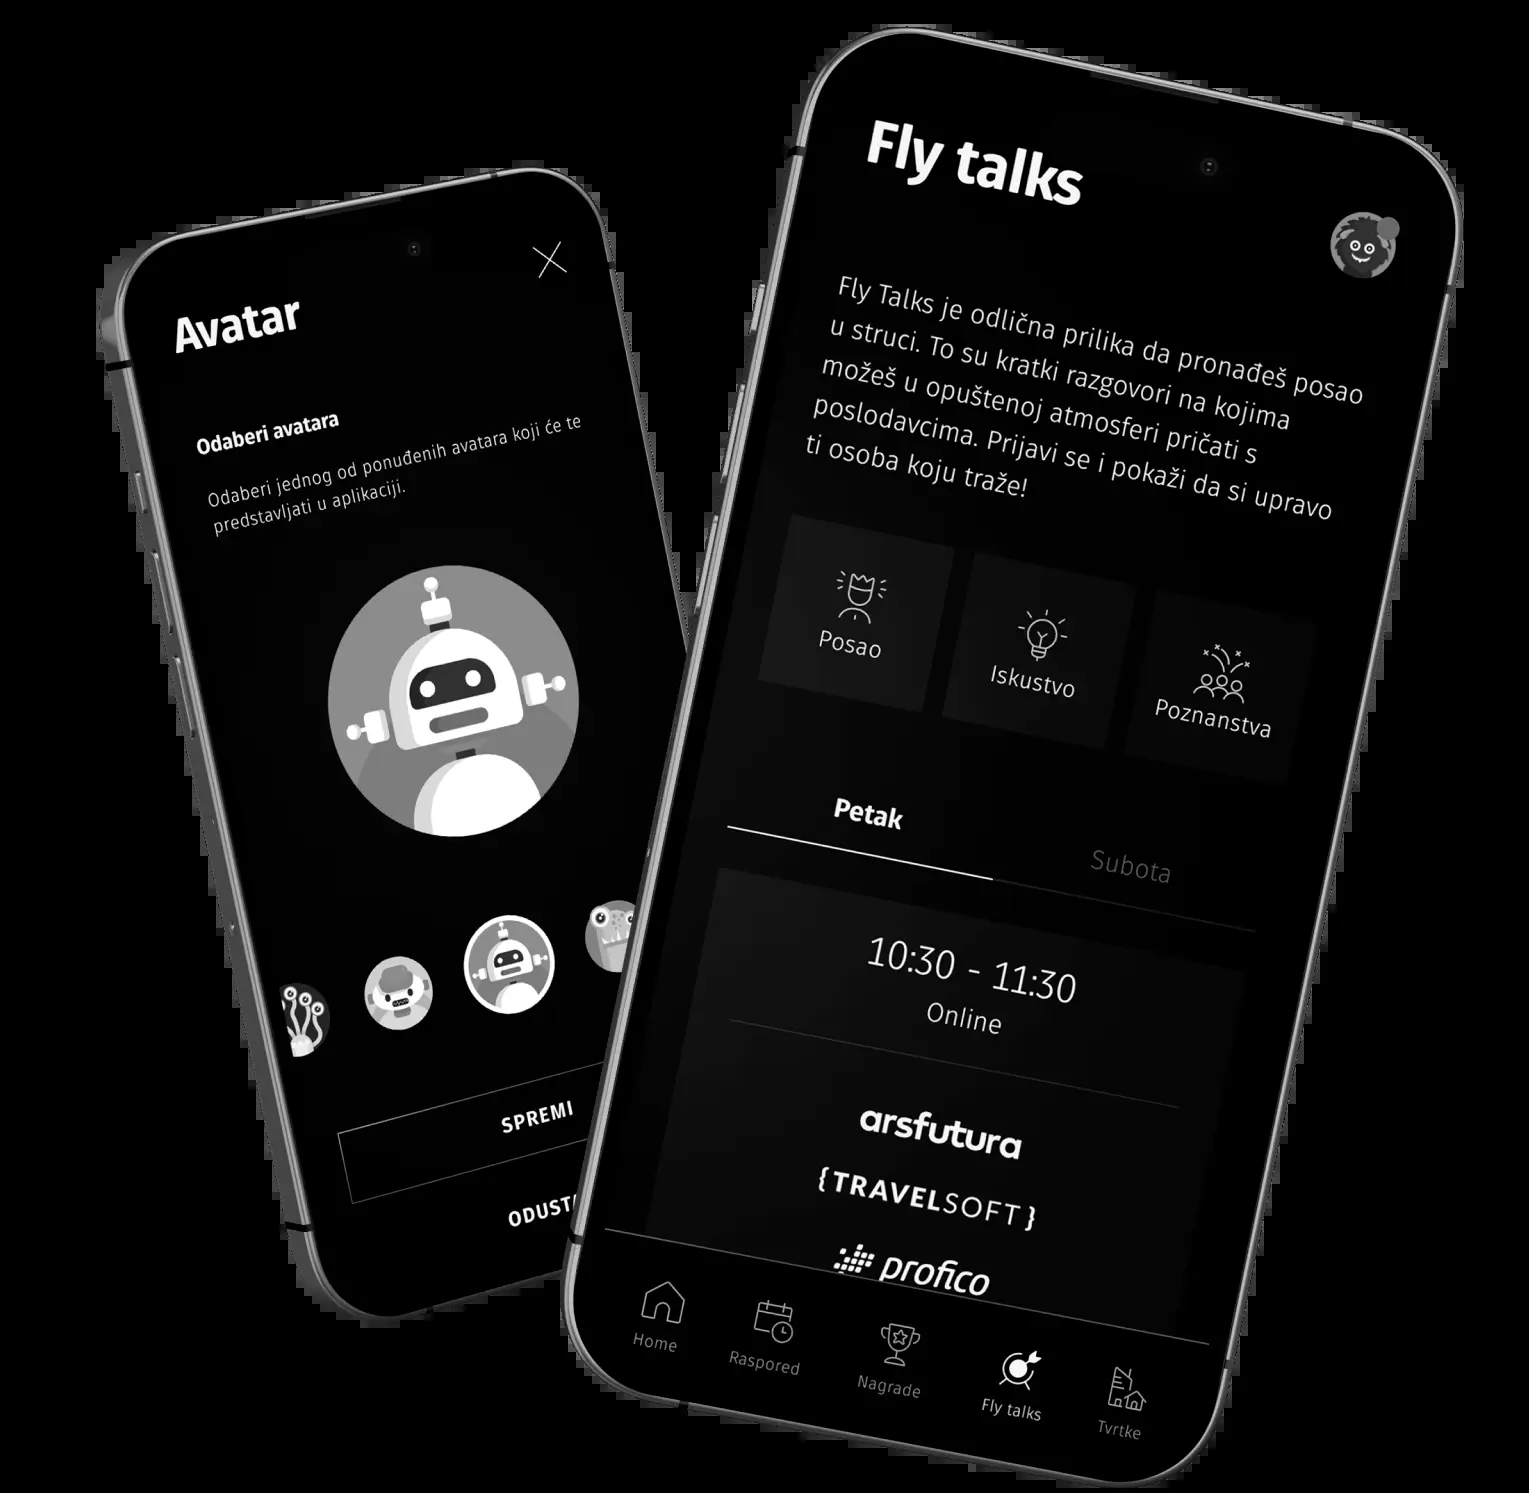 Avatar
Odaberi avatara
Odaberi jednog od ponuđenih avatara koji će te
predstavljati u aplikaciji.
SPREMI
Fly talks
Fly Talks je odlična prilika da pronađeš posao
u struci. To su kratki razgovori na kojima
možeš u opuštenoj atmosferi pričati s
poslodavcima. Prijavi se i pokaži da si upravo
ti osoba koju traže!
Posao
Iskustvo
Poznanstva
Petak
Subota
10:30 - 11:30
Online
arsfutura
{TRAVELSOFT}
profico
Home
Raspored
Nagrade
Fly talks
Tvrtke